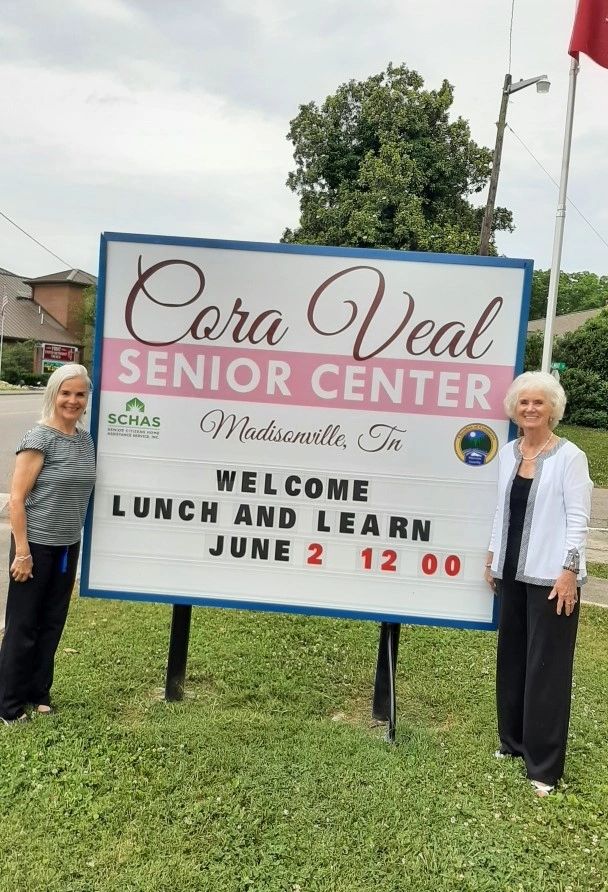 Cora Veal
SENIOR CENTER
SCHAS
SENIOR CITIZENS HOME
ASSISTANCE SERVICE, INC.
Madisonville, Tn
WELCOME
LUNCH AND LEARN
JUNE 2 12 00